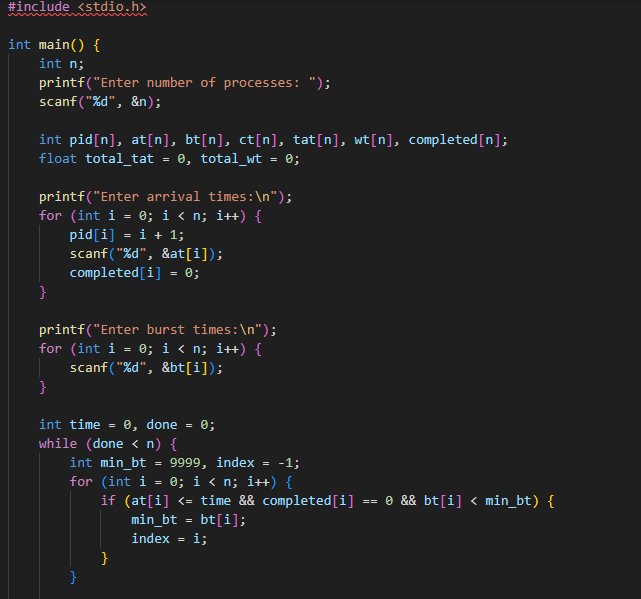 #include <stdio.h>

int main() {
    int n;
    printf("Enter number of processes: ");
    scanf("%d", &n);

    int pid[n], at[n], bt[n], ct[n], tat[n], wt[n], completed[n];
    float total_tat = 0, total_wt = 0;

    printf("Enter arrival times:\n");
    for (int i = 0; i < n; i++) {
        pid[i] = i + 1;
        scanf("%d", &at[i]);
        completed[i] = 0;
    }

    printf("Enter burst times:\n");
    for (int i = 0; i < n; i++) {
        scanf("%d", &bt[i]);
    }

    int time = 0, done = 0;
    while (done < n) {
        int min_bt = 9999, index = -1;
        for (int i = 0; i < n; i++) {
            if (at[i] <= time && completed[i] == 0 && bt[i] < min_bt) {
                min_bt = bt[i];
                index = i;
            }
        }